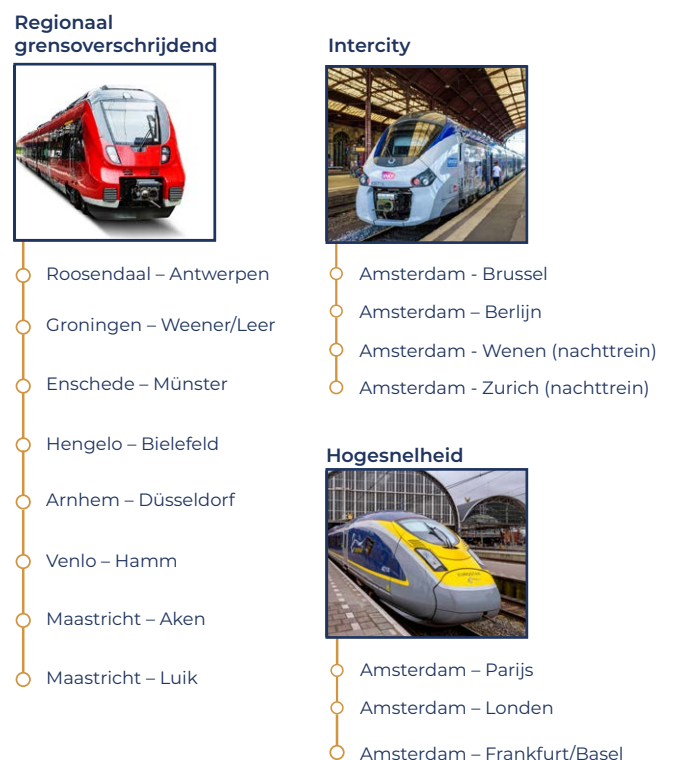 Regionaal
grensoverschrijdend
Roosendaal – Antwerpen
Groningen – Weener/Leer
Enschede – Münster
Hengelo – Bielefeld
Arnhem – Düsseldorf
Venlo – Hamm
Maastricht – Aken
Maastricht – Luik
Intercity
Amsterdam - Brussel
Amsterdam – Berlijn
Amsterdam - Wenen (nachttrein)
Amsterdam - Zurich (nachttrein)
Hogesnelheid
Amsterdam – Parijs
Amsterdam – Londen
Amsterdam – Frankfurt/Basel